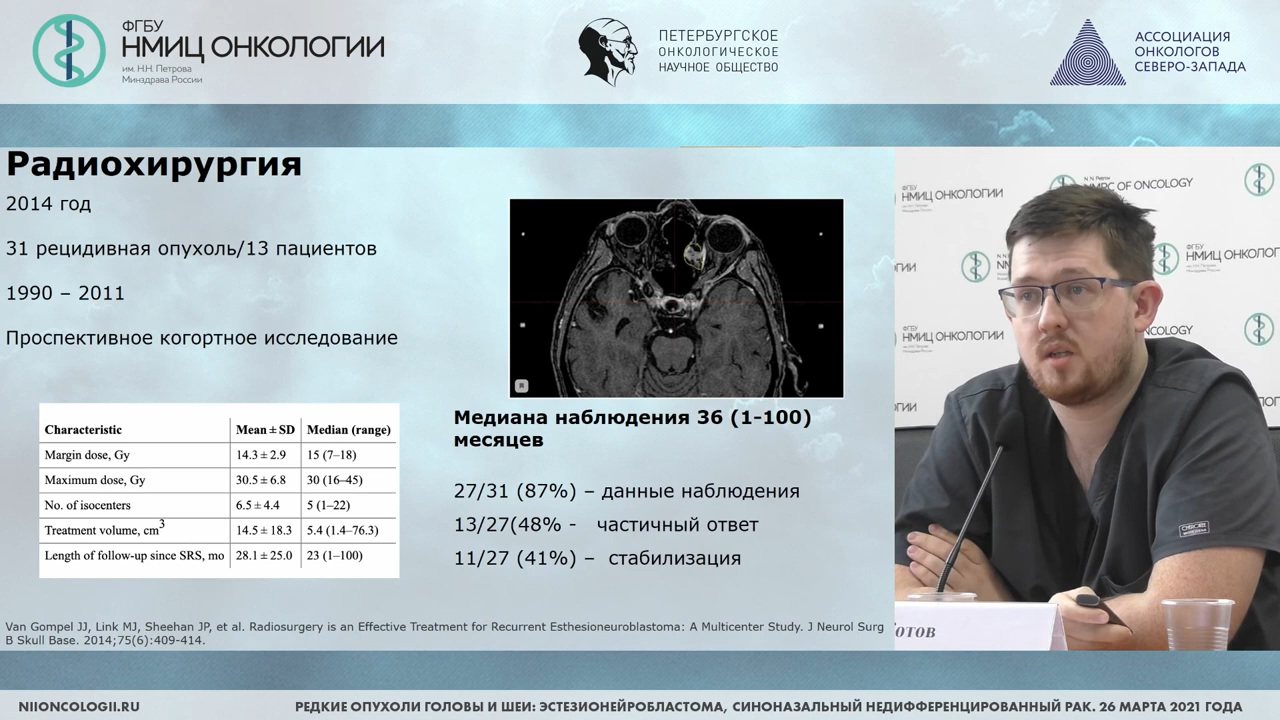 ФГБУ
НМИЦ ОНКОЛОГИИ
им. Н.Н. Петрова
Минздрава России
ПЕТЕРБУРГСКОЕ
ОНКОЛОГИЧЕСКОЕ
НАУЧНОЕ ОБЩЕСТВО
АССОЦИАЦИЯ
ОНКОЛОГОВ
СЕВЕРО-ЗАПАДА
Радиохирургия
2014 год
31 рецидивная опухоль/13 пациентов
1990 – 2011
Проспективное когортное исследование
Characteristic Mean ± SD Median (range)
Margin dose, Gy 14.3 ± 2.9 15 (7–18)
Maximum dose, Gy 30.5 ± 6.8 30 (16–45)
No. of isocenters 6.5 ± 4.4 5 (1–22)
Treatment volume, cm3 14.5 ± 18.3 5.4 (1.4–76.3)
Length of follow-up since SRS, mo 28.1 ± 25.0 23 (1–100)
Медиана наблюдения 36 (1-100)
месяцев
27/31 (87%) – данные наблюдения
13/27(48% - частичный ответ
11/27 (41%) – стабилизация
Van Gompel JJ, Link MJ, Sheehan JP, et al. Radiosurgery is an Effective Treatment for Recurrent Esthesioneuroblastoma: A Multicenter Study. J Neurol Surg
B Skull Base. 2014;75(6):409-414.
ФГБУ
НМИЦ ОНКОЛОГИИ
NMPC OF ONCOLOGY
НМИЦ ОНКОЛОГ
НМИЦ ОНКОЛОГИИ
ONCOLOGY
ГИИ
ОТОВ
NIIONCOLOGII.RU
РЕДКИЕ ОПУХОЛИ ГОЛОВЫ И ШЕИ: ЭСТЕЗИОНЕЙРОБЛАСТОМА, СИНОНАЗАЛЬНЫЙ НЕДИФФЕРЕНЦИРОВАННЫЙ РАК. 26 МАРТА 2021 ГОДА